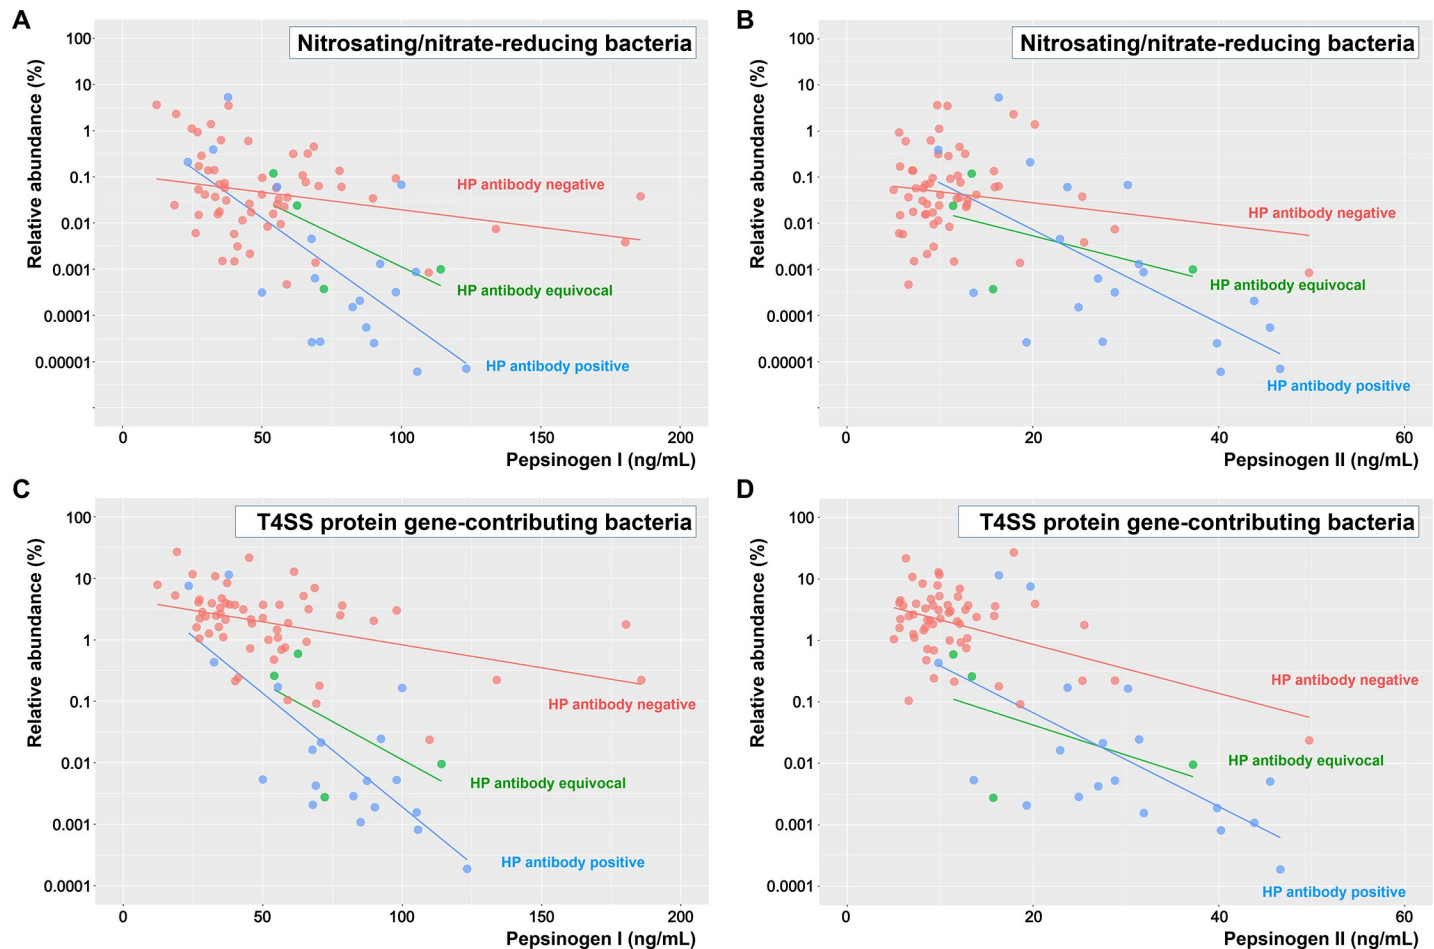 A
Nitrosating/nitrate-reducing bacteria
Relative abundance (%)
100
10
1
0.1
0.01
0.001
0.0001
0.00001
HP antibody negative
HP antibody equivocal
HP antibody positive
0 50 100 150 200
Pepsinogen I (ng/mL)
B
Nitrosating/nitrate-reducing bacteria
Relative abundance (%)
100
10
1
0.1
0.01
0.001
0.0001
0.00001
HP antibody negative
HP antibody equivocal
HP antibody positive
0 20 40 60
Pepsinogen II (ng/mL)
C
T4SS protein gene-contributing bacteria
Relative abundance (%)
100
10
1
0.1
0.01
0.001
0.0001
HP antibody negative
HP antibody equivocal
HP antibody positive
0 50 100 150 200
Pepsinogen I (ng/mL)
D
T4SS protein gene-contributing bacteria
Relative abundance (%)
100
10
1
0.1
0.01
0.001
0.0001
HP antibody negative
HP antibody equivocal
HP antibody positive
0 20 40 60
Pepsinogen II (ng/mL)